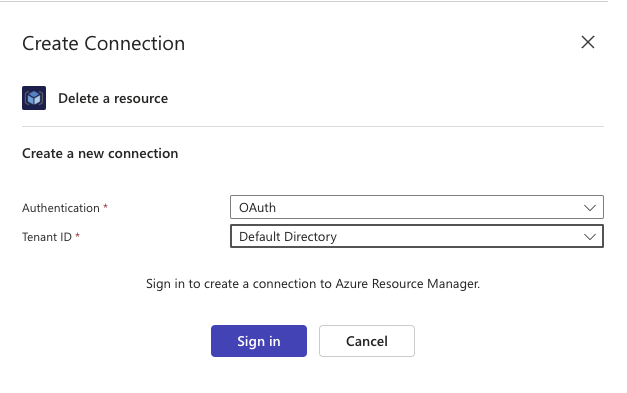 Create Connection
Delete a resource
Create a new connection
Authentication *
OAuth
Tenant ID *
Default Directory
Sign in to create a connection to Azure Resource Manager.
Sign in
Cancel